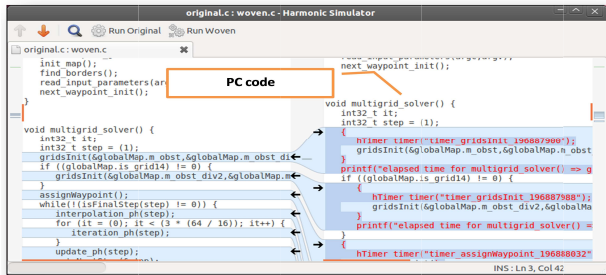 original.c : woven.c - Harmonic Simulator
Run Original Run Woven
original.c : woven.c
init_map();
find_borders();
read_input_parameters(
next_waypoint_init();
}
void multigrid_solver() {
int32_t it;
int32_t step = (1);
gridsInit(&globalMap.m_obst,&globalMap.m_obst_di
if ((globalMap.is_grid14) != 0) {
gridsInit(&globalMap.m_obst_div2,&globalMap.m
}
assignWaypoint();
while(!(isFinalStep(step) != 0)) {
interpolation_ph(step);
for (it = (0); it < (3 * (64 / 16)); it++) {
iteration_ph(step);
}
update_ph(step);
PC code
next_waypoint_init();
}
void multigrid_solver() {
int32_t it;
int32_t step = (1);
{
hTimer timer("timer_gridsInit_196887900");
gridsInit(&globalMap.m_obst,&globalMap.m_obst
}
printf("elapsed time for multigrid_solver() => g
if ((globalMap.is_grid14) != 0) {
{
hTimer timer("timer_gridsInit_196887988");
gridsInit(&globalMap.m_obst_div2,&globalMa
}
printf("elapsed time for multigrid_solver() =
}
{
hTimer timer("timer_assignWaypoint_196888032"
INS : Ln 3, Col 42